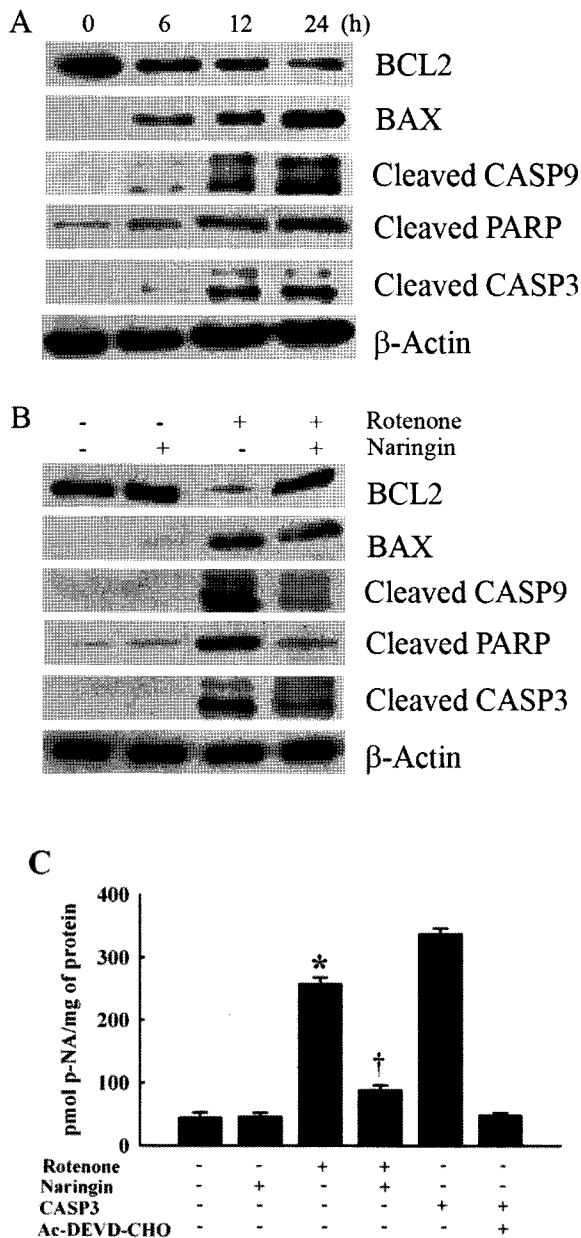 A 0 6 12 24 (h)
BCL2
BAX
Cleaved CASP9
Cleaved PARP
Cleaved CASP3
β-Actin
B - - + + Rotenone
- + - + Naringin
BCL2
BAX
Cleaved CASP9
Cleaved PARP
Cleaved CASP3
β-Actin
C
pmol p-NA/mg of protein
400
300
200
100
0
*
†
Rotenone - - + + - -
Naringin - + - + - -
CASP3 - - - - + +
Ac-DEVD-CHO - - - - - +